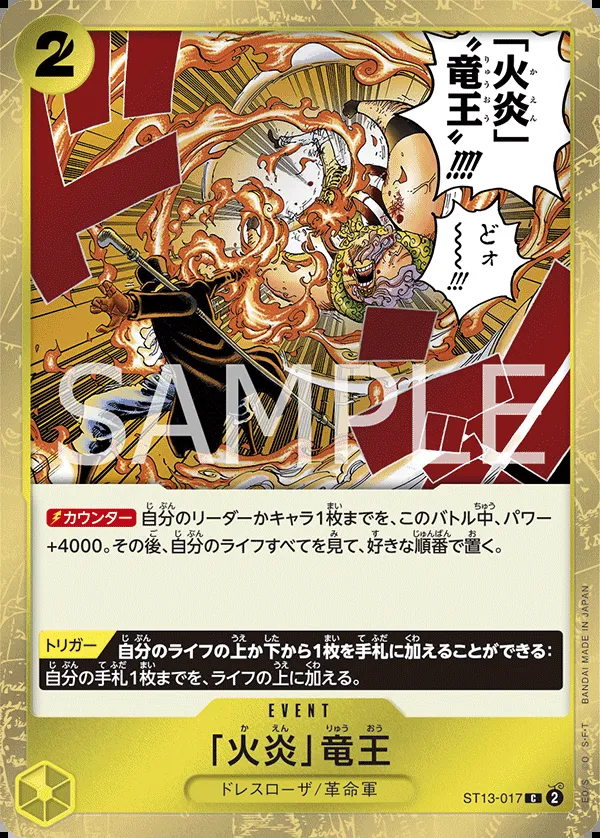 2
「火炎」
〝竜王〟!!!!
どォ
〜〜〜!!!
SAMPLE
カウンター 自分のリーダーかキャラ1枚までを、このバトル中、パワー
+4000。その後、自分のライフすべてを見て、好きな順番で置く。
トリガー 自分のライフの上か下から1枚を手札に加えることができる:
自分の手札1枚までを、ライフの上に加える。
EVENT
「火炎」竜王
ドレスローザ/革命軍
ST13-017 C 2
BANDAI MADE IN JAPAN